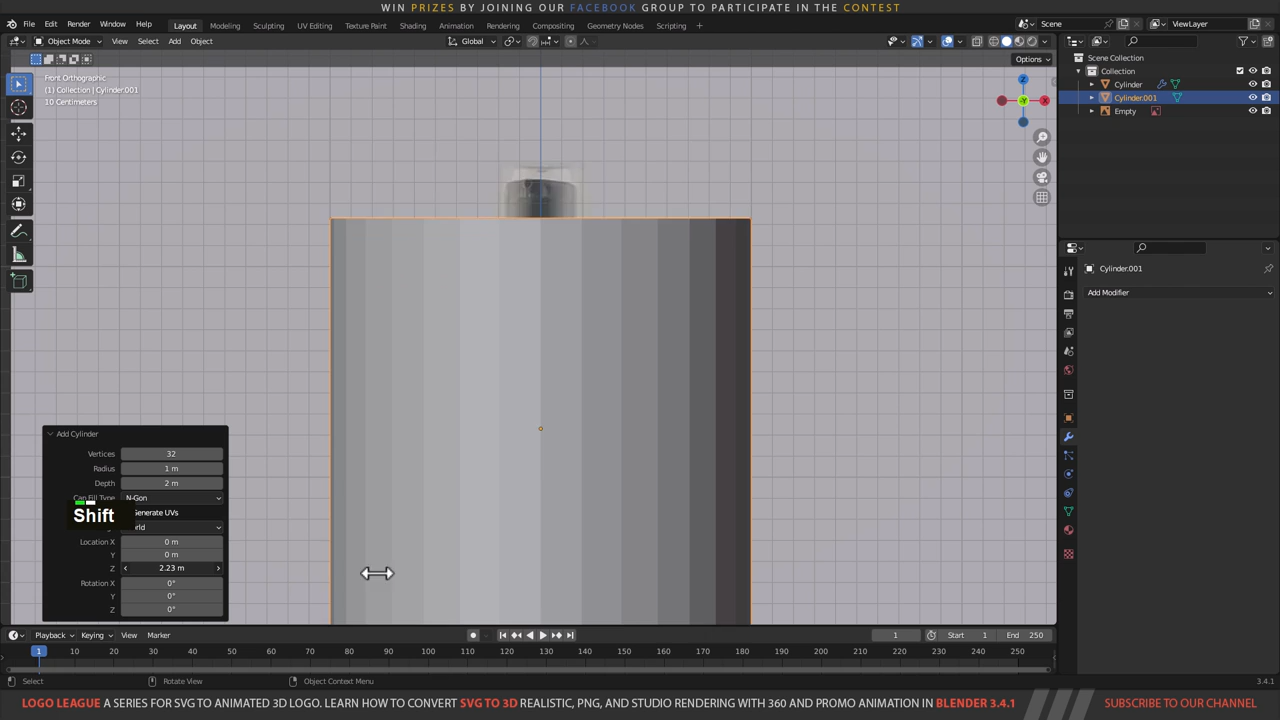 WIN PRIZES BY JOINING OUR FACEBOOK GROUP TO PARTICIPATE IN THE CONTEST
File Edit Render Window Help Layout Modeling Sculpting UV Editing Texture Paint Shading Animation Rendering Compositing Geometry Nodes Scripting + Scene ViewLayer
Object Mode View Select Add Object Global
Options
Front Orthographic
(1) Collection | Cylinder.001
10 Centimeters
Z
X
-Y
Scene Collection
Collection
Cylinder
Cylinder.001
Empty
Cylinder.001
Add Modifier
Add Cylinder
Vertices 32
Radius 1 m
Depth 2 m
Cap Fill Type N-Gon
Shift
Generate UVs
Location X 0 m
Y 0 m
Z 2.23 m
Rotation X 0°
Y 0°
Z 0°
Playback Keying View Marker 1 Start 1 End 250
1 10 20 30 40 50 60 70 80 90 100 110 120 130 140 150 160 170 180 190 200 210 220 230 240 250
Select Rotate View Object Context Menu 3.4.1
LOGO LEAGUE A SERIES FOR SVG TO ANIMATED 3D LOGO. LEARN HOW TO CONVERT SVG TO 3D REALISTIC, PNG, AND STUDIO RENDERING WITH 360 AND PROMO ANIMATION IN BLENDER 3.4.1 SUBSCRIBE TO OUR CHANNEL